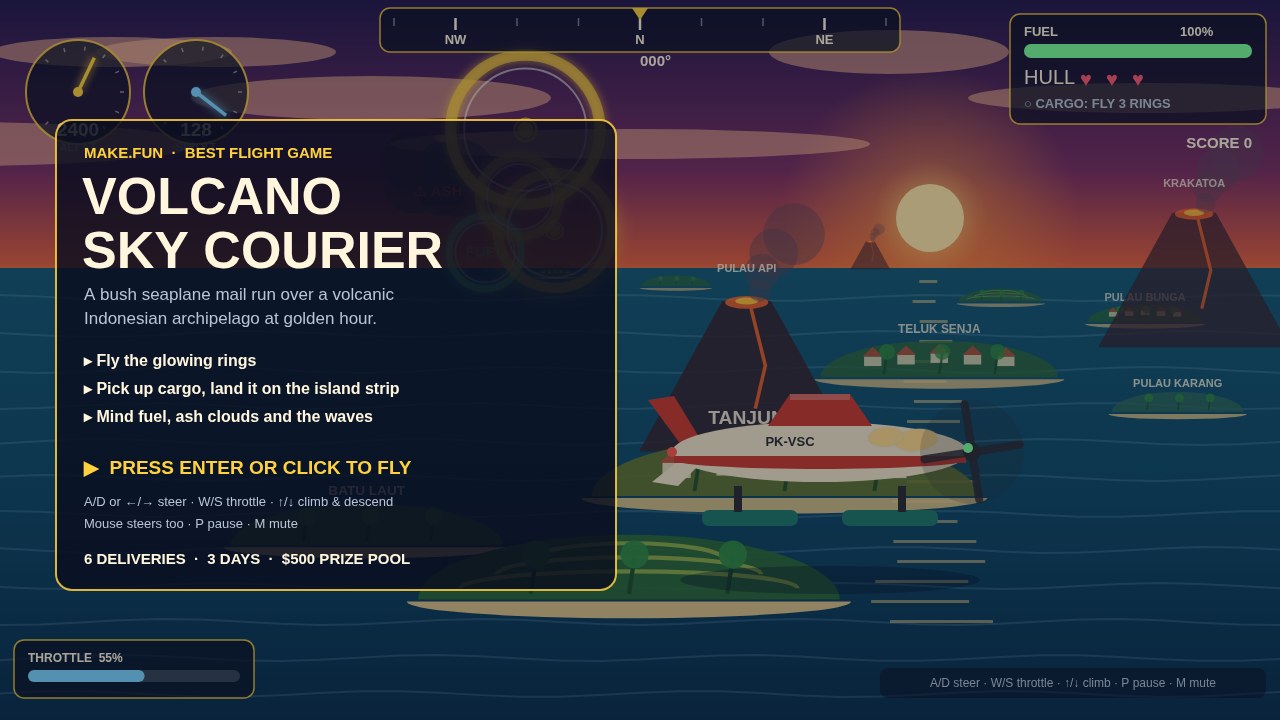 NW N NE
000°
FUEL 100%
HULL ♥ ♥ ♥
○ CARGO: FLY 3 RINGS
SCORE 0
2400
128
MAKE.FUN · BEST FLIGHT GAME
VOLCANO
SKY COURIER
A bush seaplane mail run over a volcanic
Indonesian archipelago at golden hour.
▸ Fly the glowing rings
▸ Pick up cargo, land it on the island strip
▸ Mind fuel, ash clouds and the waves
▶ PRESS ENTER OR CLICK TO FLY
A/D or ←/→ steer · W/S throttle · ↑/↓ climb & descend
Mouse steers too · P pause · M mute
6 DELIVERIES · 3 DAYS · $500 PRIZE POOL
ASH
FUEL
BATU LAUT
KRAKATOA
PULAU API
PULAU BUNGA
TELUK SENJA
PULAU KARANG
PK-VSC
THROTTLE 55%
A/D steer · W/S throttle · ↑/↓ climb · P pause · M mute